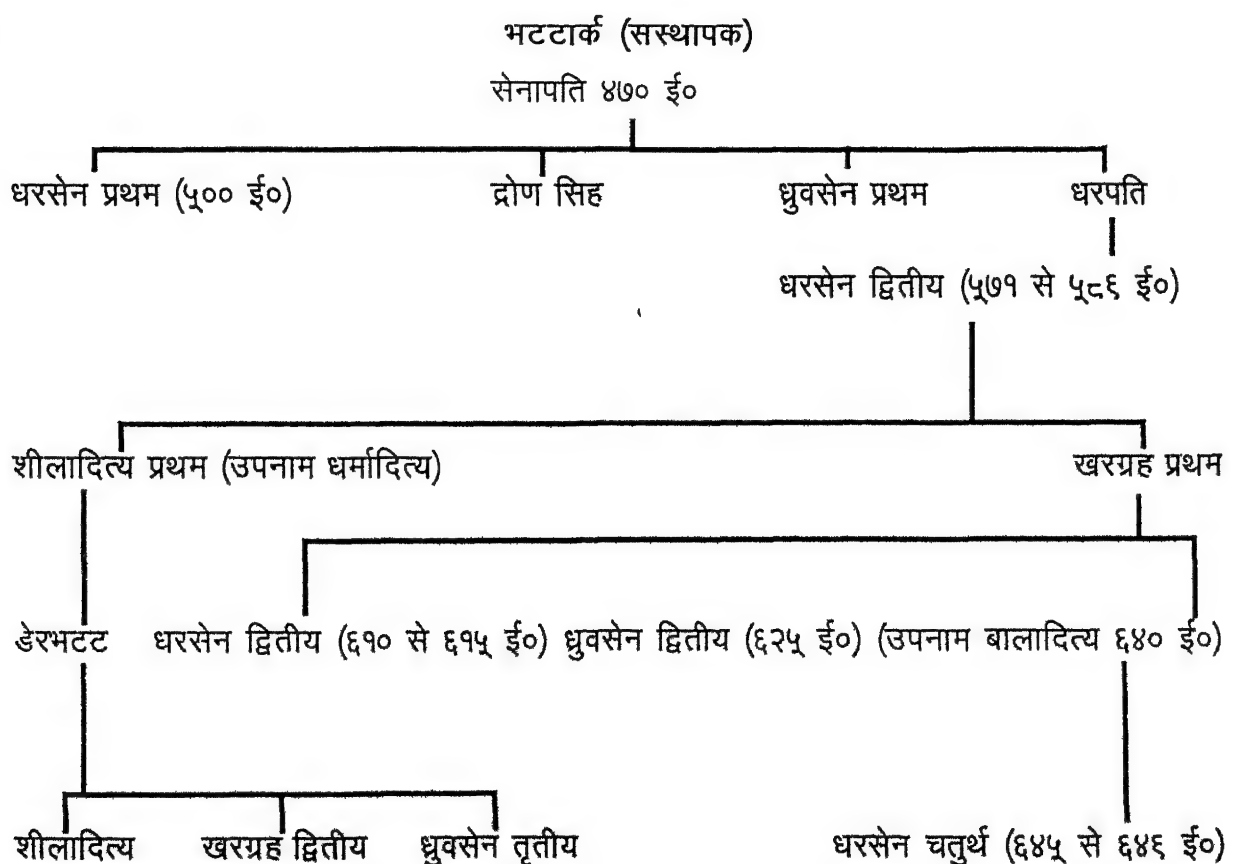 भटटार्क (सस्थापक)
सेनापति ४७० ई०
धरसेन प्रथम (५०० ई०) द्रोण सिह ध्रुवसेन प्रथम धरपति
धरसेन द्वितीय (५७१ से ५८६ ई०)
शीलादित्य प्रथम (उपनाम धर्मादित्य) खरग्रह प्रथम
डेरभटट धरसेन द्वितीय (६१० से ६१५ ई०) ध्रुवसेन द्वितीय (६२५ ई०) (उपनाम बालादित्य ६४० ई०)
शीलादित्य खरग्रह द्वितीय ध्रुवसेन तृतीय धरसेन चतुर्थ (६४५ से ६४६ ई०)